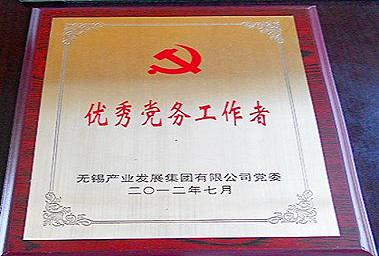 优秀党务工作者
无锡产业发展集团有限公司党委
二〇一二年七月